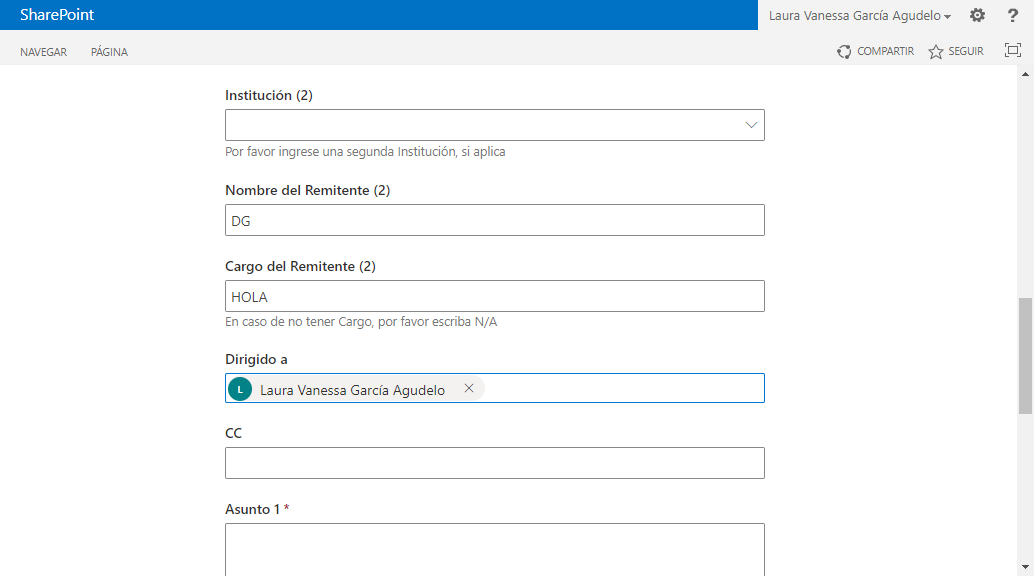 SharePoint
Laura Vanessa García Agudelo
?
NAVEGAR PÁGINA
COMPARTIR SEGUIR
Institución (2)
Por favor ingrese una segunda Institución, si aplica
Nombre del Remitente (2)
DG
Cargo del Remitente (2)
HOLA
En caso de no tener Cargo, por favor escriba N/A
Dirigido a
L Laura Vanessa García Agudelo
CC
Asunto 1 *